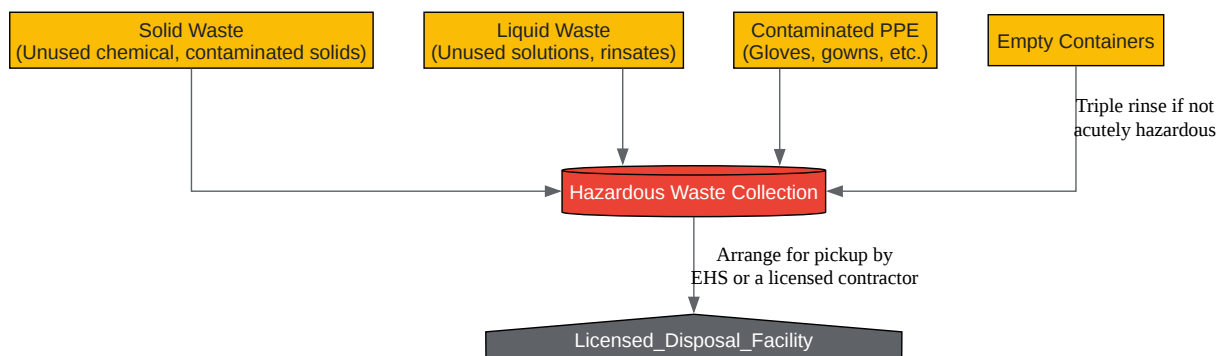 Solid Waste
(Unused chemical, contaminated solids)
Liquid Waste
(Unused solutions, rinsates)
Contaminated PPE
(Gloves, gowns, etc.)
Empty Containers
Triple rinse if not
acutely hazardous
Hazardous Waste Collection
Arrange for pickup by
EHS or a licensed contractor
Licensed_Disposal_Facility